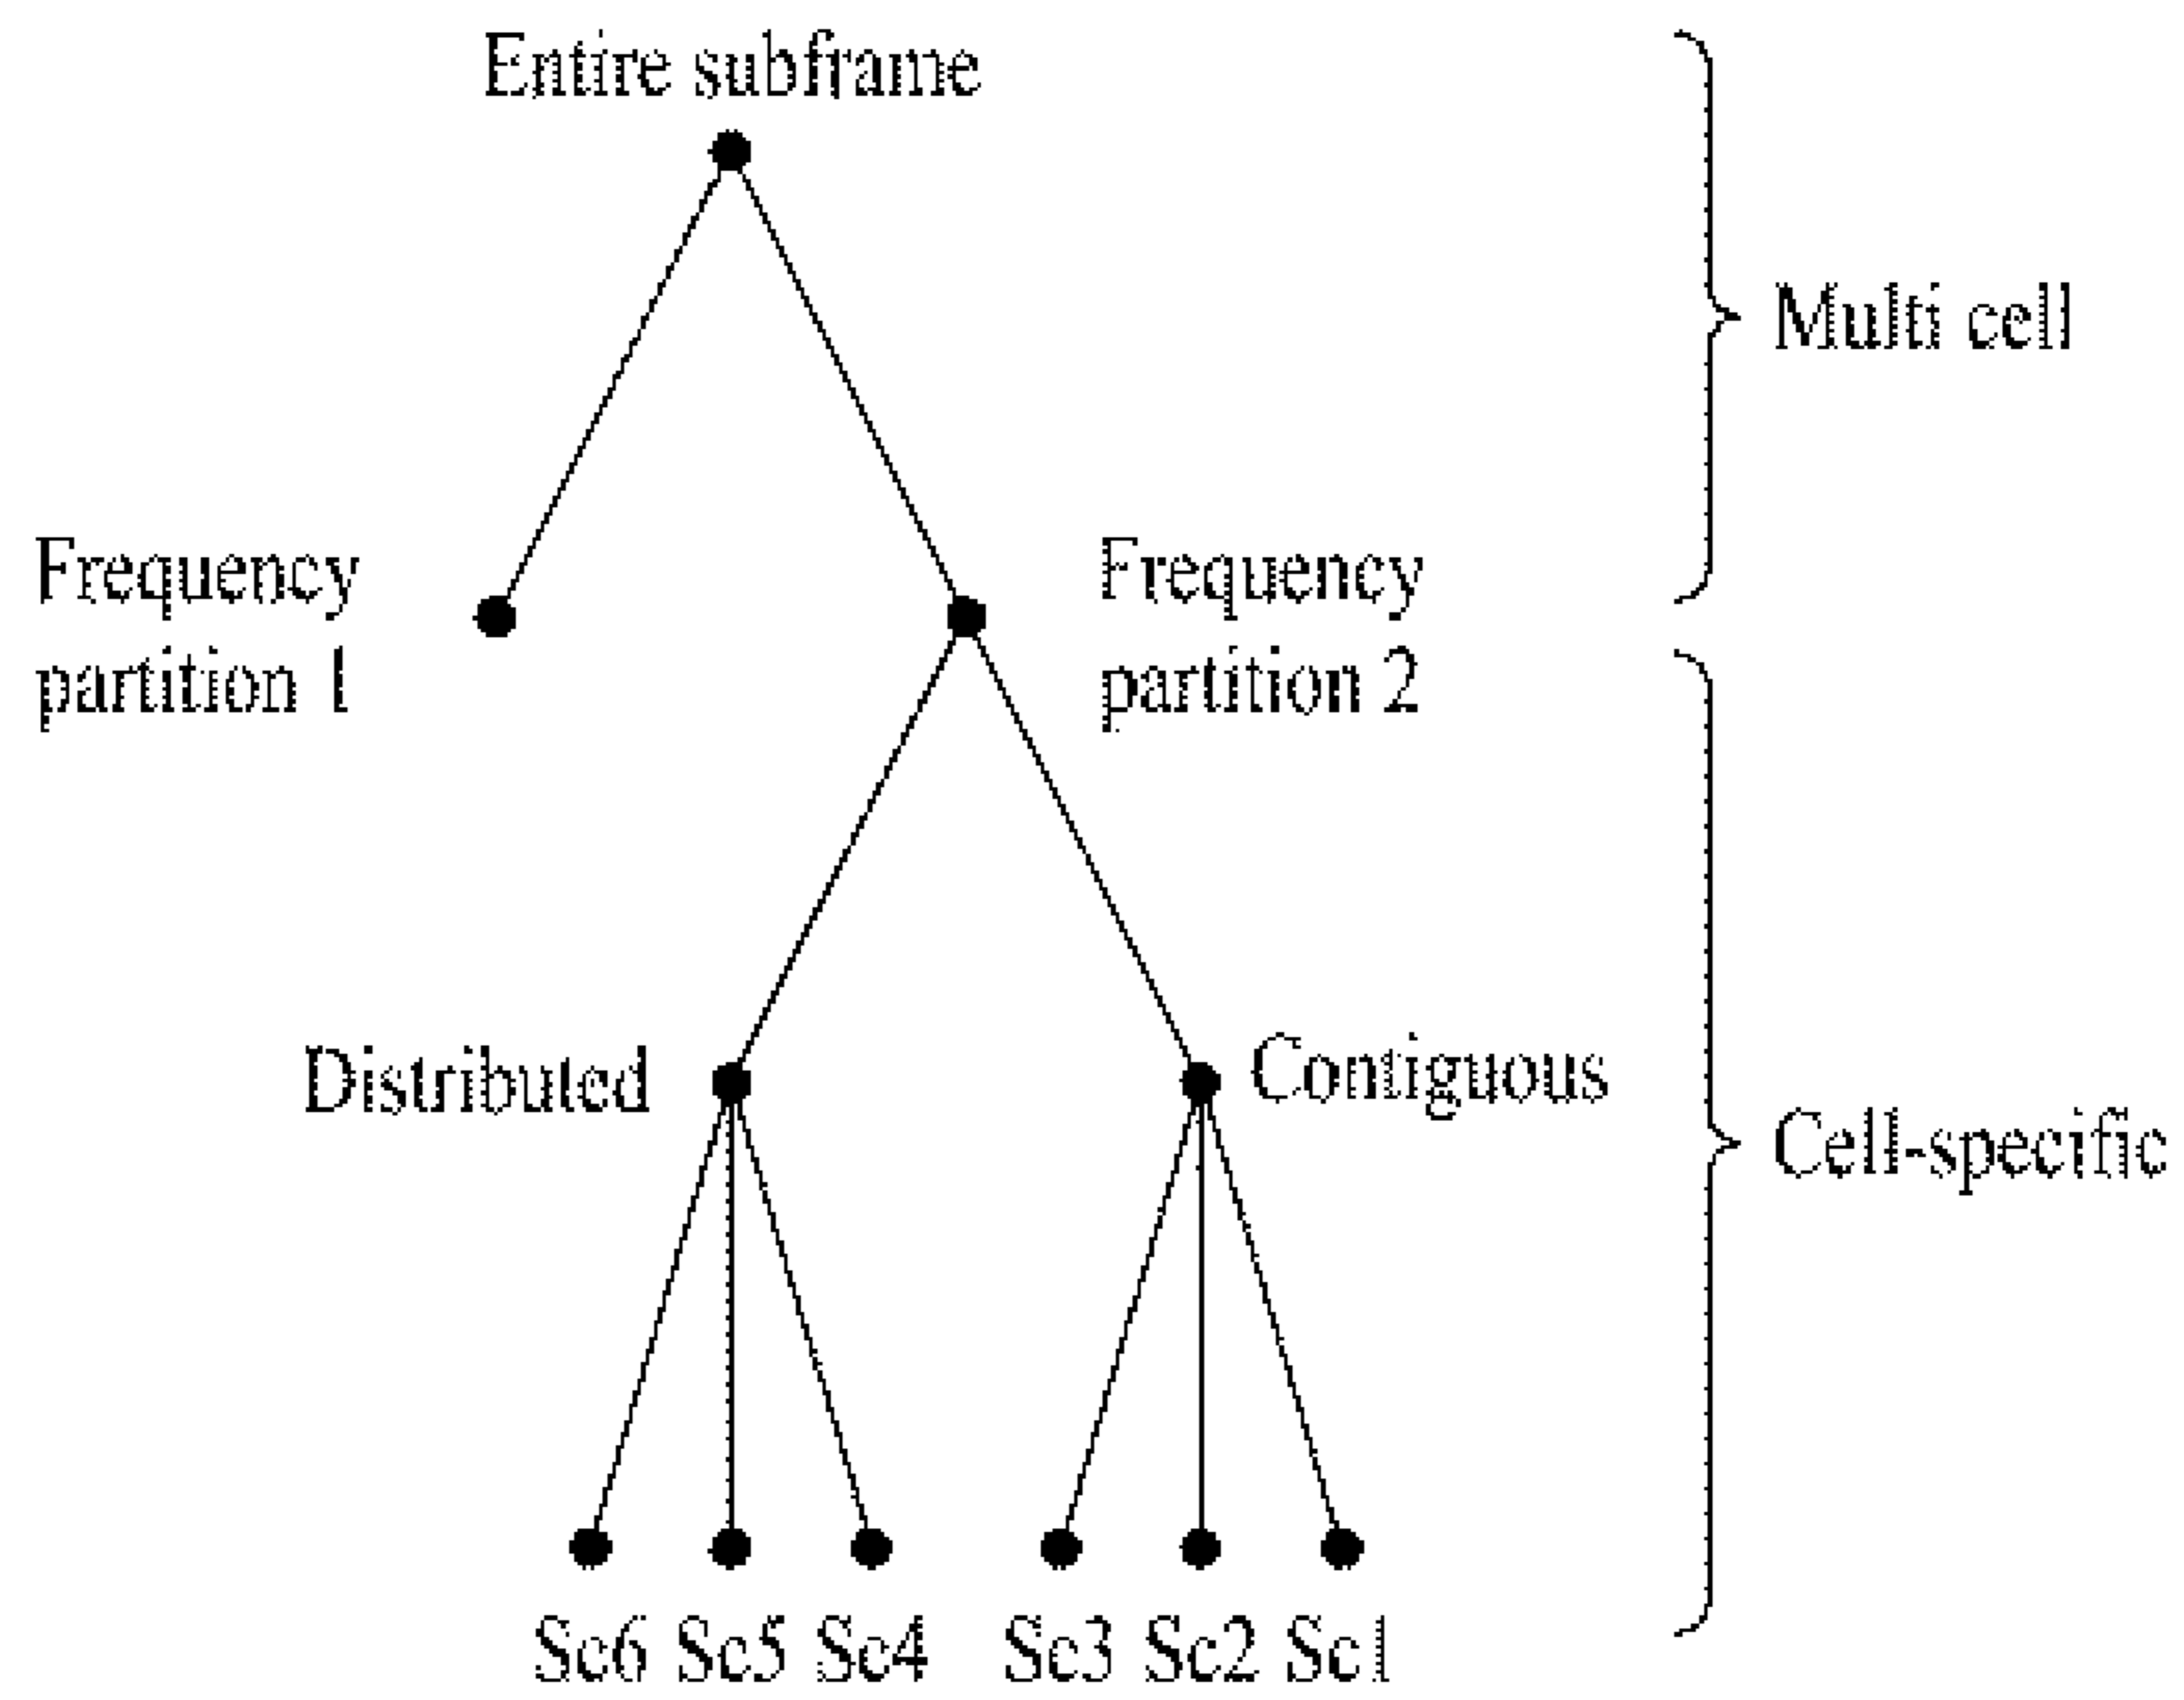 Entire subframe
Multi cell
Frequency
partition 1
Frequency
partition 2
Distributed
Contiguous
Cell-specific
Sc6 Sc5 Sc4 Sc3 Sc2 Sc1